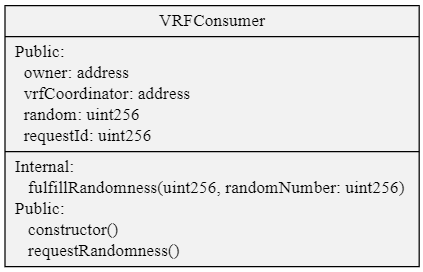 VRFConsumer
Public:
owner: address
vrfCoordinator: address
random: uint256
requestId: uint256
Internal:
fulfillRandomness(uint256, randomNumber: uint256)
Public:
constructor()
requestRandomness()